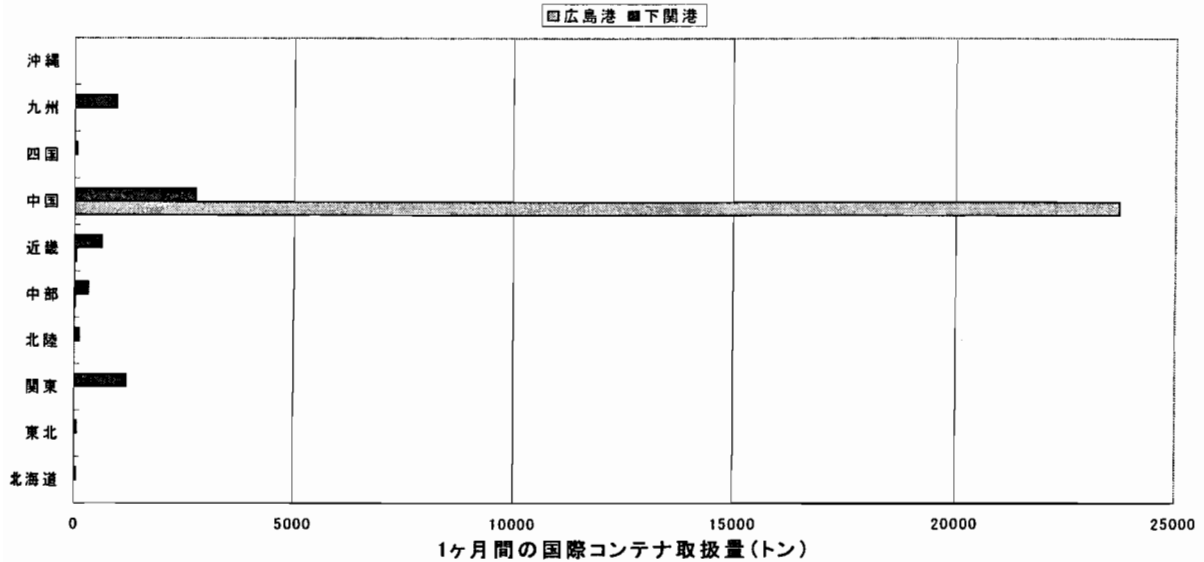 広島港 下関港
沖縄
九州
四国
中国
近畿
中部
北陸
関東
東北
北海道
0 5000 10000 15000 20000 25000
1ヶ月間の国際コンテナ取扱量(トン)